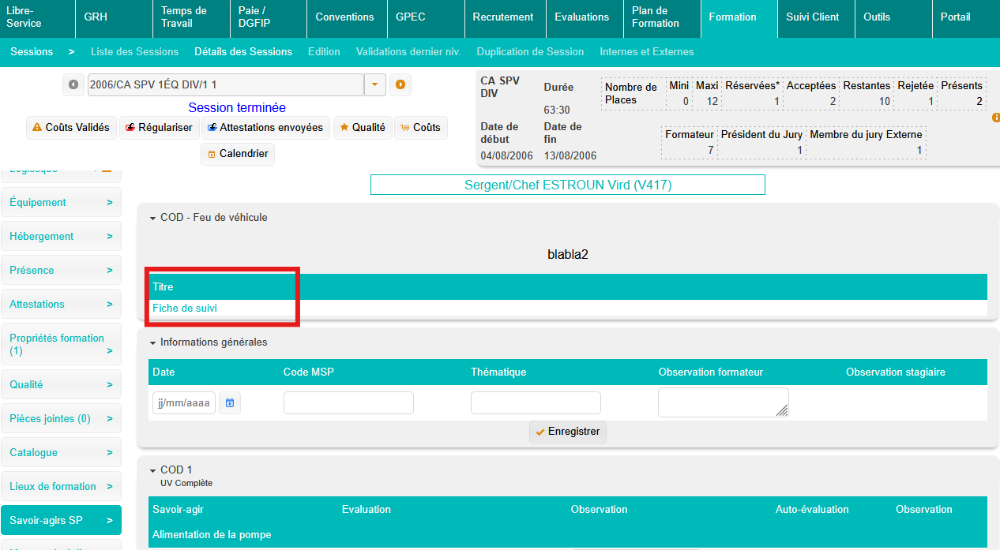 Libre-Service GRH Temps de Travail Paie / DGFIP Conventions GPEC Recrutement Evaluations Plan de Formation Formation Suivi Client Outils Portail
Sessions > Liste des Sessions Détails des Sessions Edition Validations dernier niv. Duplication de Session Internes et Externes
2006/CA SPV 1ÉQ DIV/1 1
Session terminée
Coûts Validés Régulariser Attestations envoyées Qualité Coûts
Calendrier
CA SPV DIV Durée
63:30
Date de début Date de fin
04/08/2006 13/08/2006
Nombre de Places Mini Maxi Réservées* Acceptées Restantes Rejetée Présents
0 12 1 2 10 1 2
Formateur Président du Jury Membre du jury Externe
7 1 1
Équipement >
Hébergement >
Présence >
Attestations >
Propriétés formation (1) >
Qualité >
Pièces jointes (0) >
Catalogue >
Lieux de formation >
Savoir-agirs SP >
Sergent/Chef ESTROUN Vird (V417)
COD - Feu de véhicule
blabla2
Titre
Fiche de suivi
Informations générales
Date Code MSP Thématique Observation formateur Observation stagiaire
jj/mm/aaaa
Enregistrer
COD 1
UV Complète
Savoir-agir Evaluation Observation Auto-évaluation Observation
Alimentation de la pompe